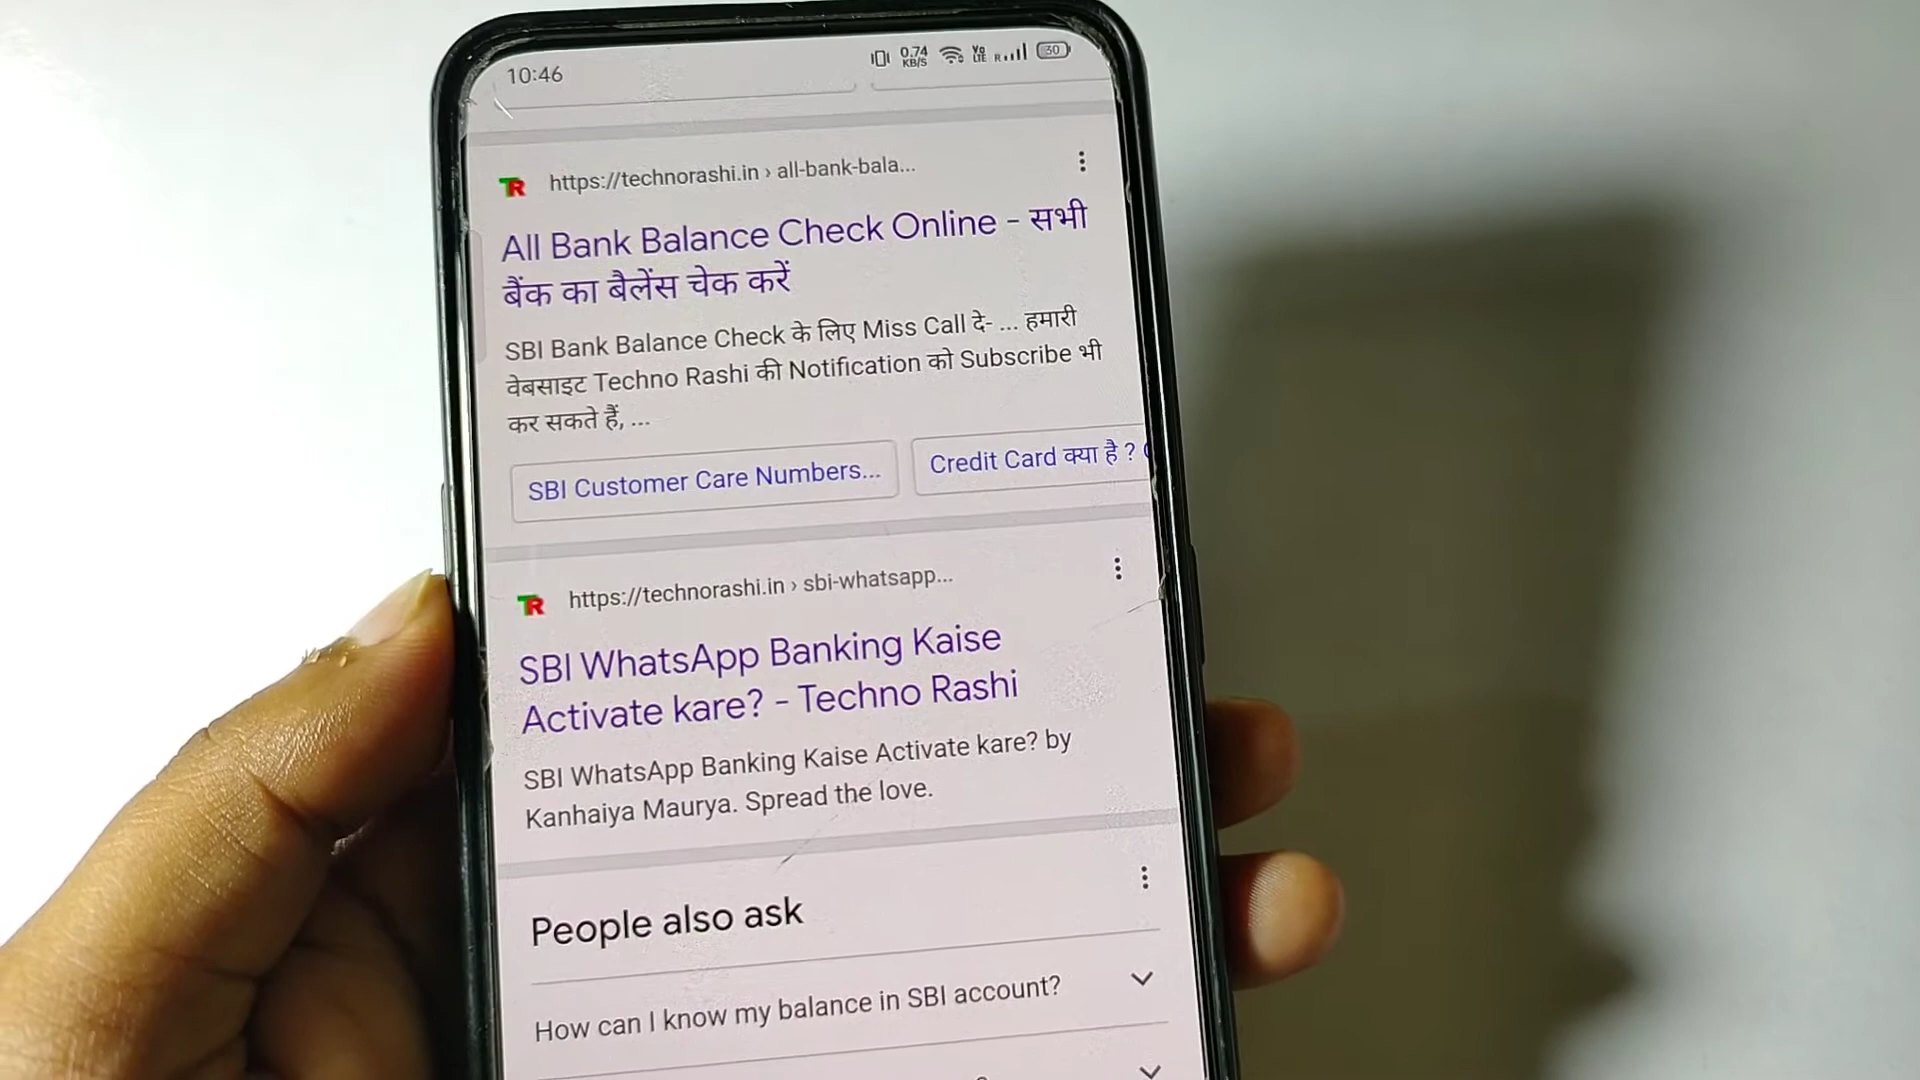 10:46
0.74
KB/S
Vo
LTE
R
30
TR
https://technorashi.in › all-bank-bala...
All Bank Balance Check Online - सभी
बैंक का बैलेंस चेक करें
SBI Bank Balance Check के लिए Miss Call दे- ... हमारी
वेबसाइट Techno Rashi की Notification को Subscribe भी
कर सकते हैं, ...
SBI Customer Care Numbers...
Credit Card क्या है ?
TR
https://technorashi.in › sbi-whatsapp...
SBI WhatsApp Banking Kaise
Activate kare? - Techno Rashi
SBI WhatsApp Banking Kaise Activate kare? by
Kanhaiya Maurya. Spread the love.
People also ask
How can I know my balance in SBI account?